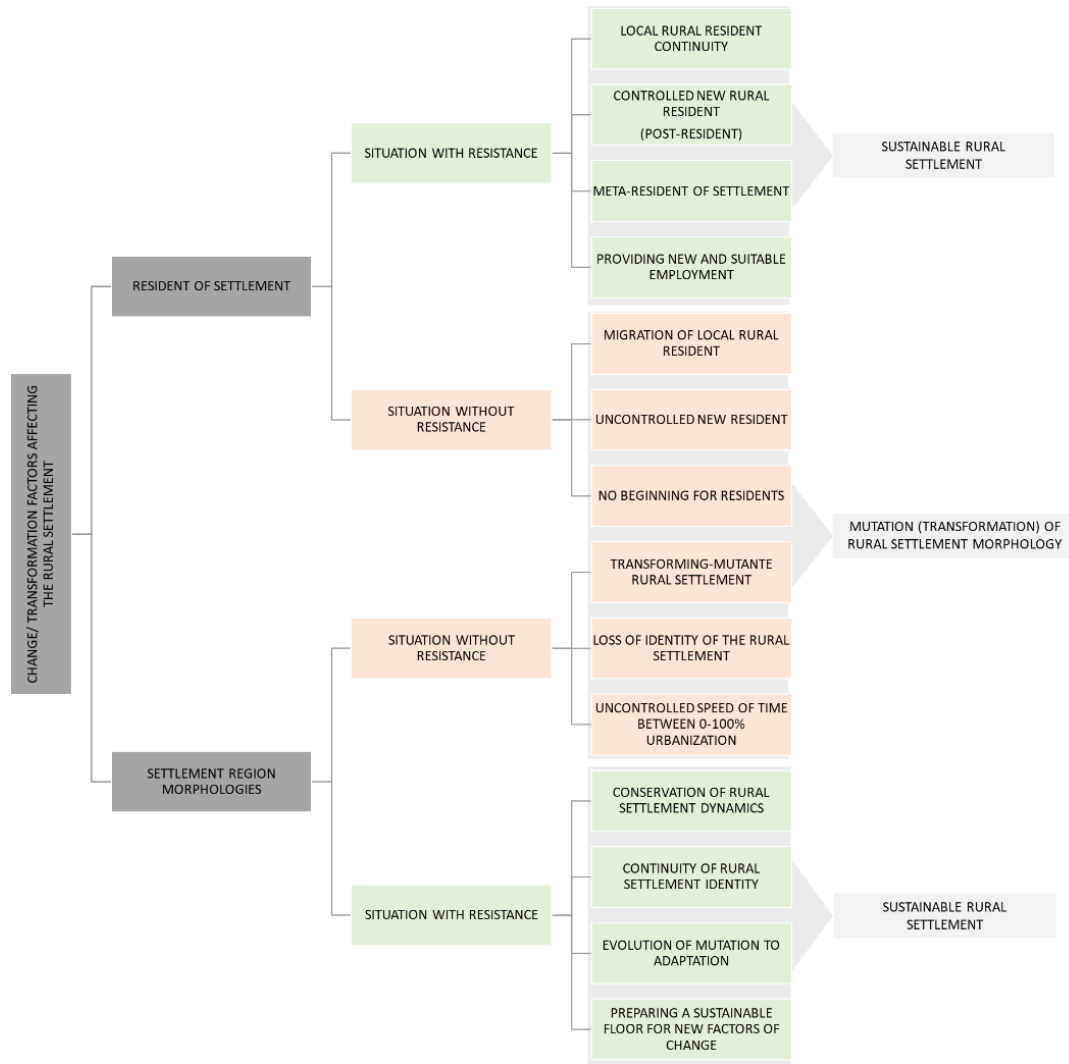 CHANGE/ TRANSFORMATION FACTORS AFFECTING
THE RURAL SETTLEMENT
RESIDENT OF SETTLEMENT
SITUATION WITH RESISTANCE
LOCAL RURAL RESIDENT
CONTINUITY
CONTROLLED NEW RURAL
RESIDENT
(POST-RESIDENT)
META-RESIDENT OF SETTLEMENT
PROVIDING NEW AND SUITABLE
EMPLOYMENT
SUSTAINABLE RURAL
SETTLEMENT
SITUATION WITHOUT
RESISTANCE
MIGRATION OF LOCAL RURAL
RESIDENT
UNCONTROLLED NEW RESIDENT
NO BEGINNING FOR RESIDENTS
MUTATION (TRANSFORMATION) OF
RURAL SETTLEMENT MORPHOLOGY
SETTLEMENT REGION
MORPHOLOGIES
SITUATION WITHOUT
RESISTANCE
TRANSFORMING-MUTANTE
RURAL SETTLEMENT
LOSS OF IDENTITY OF THE RURAL
SETTLEMENT
UNCONTROLLED SPEED OF TIME
BETWEEN 0-100%
URBANIZATION
SITUATION WITH RESISTANCE
CONSERVATION OF RURAL
SETTLEMENT DYNAMICS
CONTINUITY OF RURAL
SETTLEMENT IDENTITY
EVOLUTION OF MUTATION TO
ADAPTATION
PREPARING A SUSTAINABLE
FLOOR FOR NEW FACTORS OF
CHANGE
SUSTAINABLE RURAL
SETTLEMENT